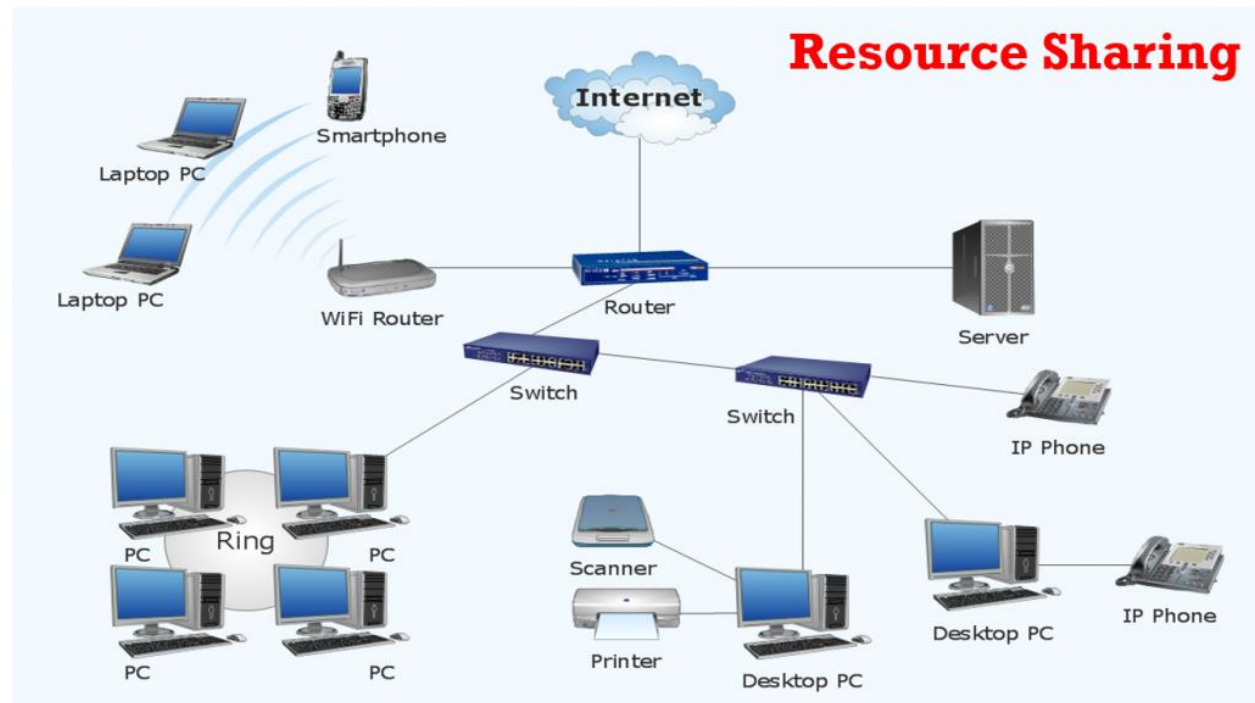 Resource Sharing
Internet
Smartphone
Laptop PC
Laptop PC
WiFi Router
Router
Server
Switch
Switch
IP Phone
Ring
PC
PC
PC
PC
Scanner
Printer
Desktop PC
Desktop PC
IP Phone